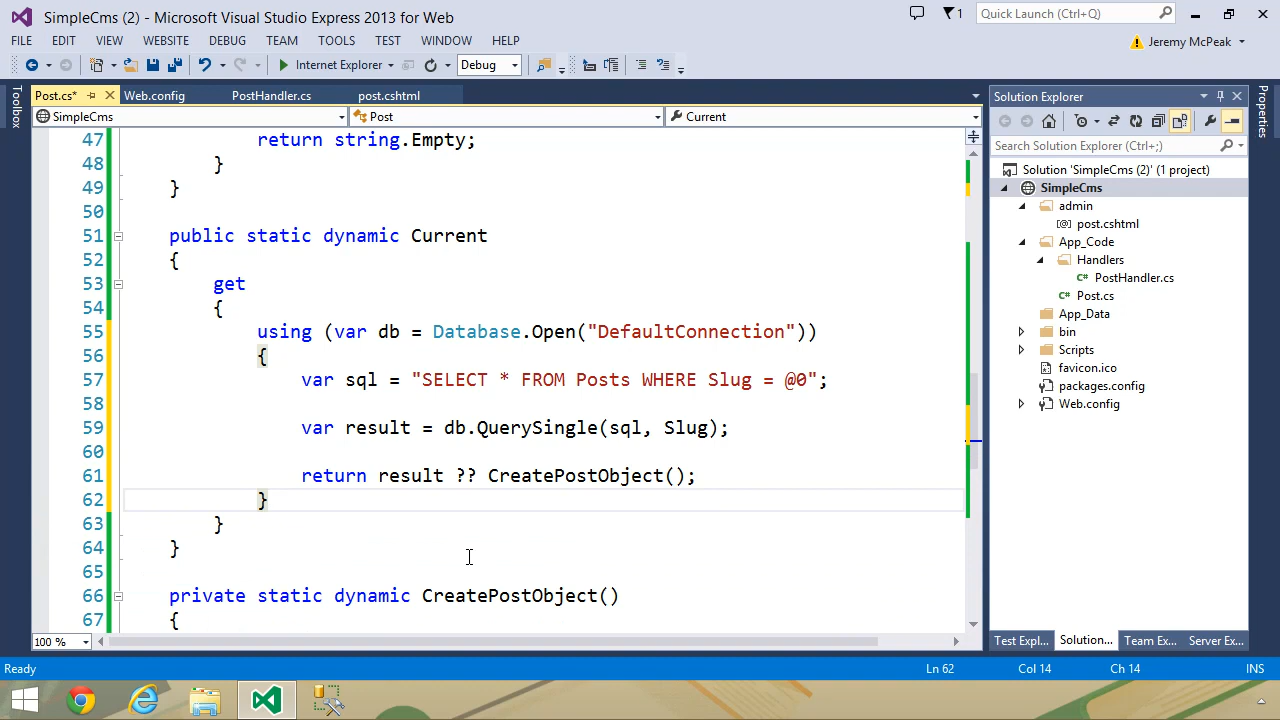 SimpleCms (2) - Microsoft Visual Studio Express 2013 for Web
1
Quick Launch (Ctrl+Q)
FILE EDIT VIEW WEBSITE DEBUG TEAM TOOLS TEST WINDOW HELP
Jeremy McPeak
Internet Explorer
Debug
Toolbox
Post.cs* Web.config PostHandler.cs post.cshtml
SimpleCms Post Current
47 return string.Empty;
48 }
49 }
50
51 public static dynamic Current
52 {
53 get
54 {
55 using (var db = Database.Open("DefaultConnection"))
56 {
57 var sql = "SELECT * FROM Posts WHERE Slug = @0";
58
59 var result = db.QuerySingle(sql, Slug);
60
61 return result ?? CreatePostObject();
62 }
63 }
64 }
65
66 private static dynamic CreatePostObject()
67 {
100 %
Solution Explorer
Search Solution Explorer (Ctrl+;)
Solution 'SimpleCms (2)' (1 project)
SimpleCms
admin
[@] post.cshtml
App_Code
Handlers
C# PostHandler.cs
C# Post.cs
App_Data
bin
Scripts
favicon.ico
packages.config
Web.config
Test Expl... Solution... Team Ex... Server Ex...
Properties
Ready
Ln 62 Col 14 Ch 14 INS